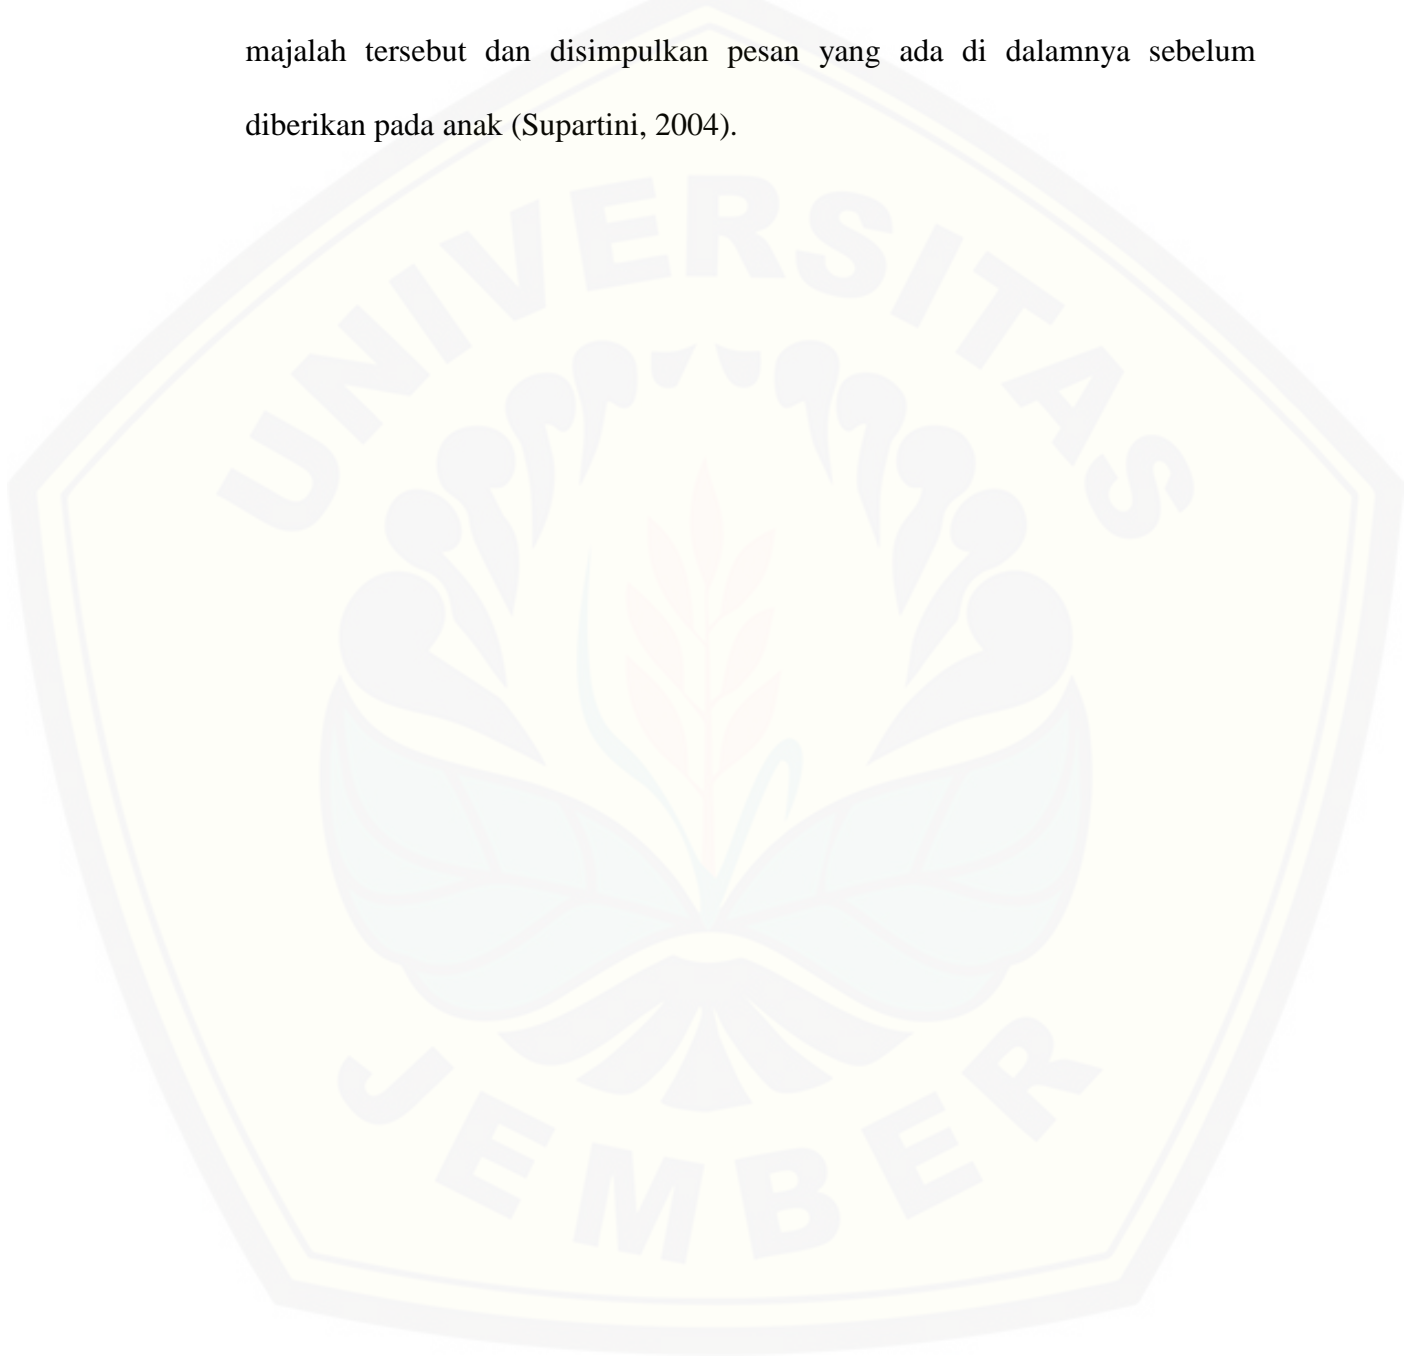 majalah tersebut dan disimpulkan pesan yang ada di dalamnya sebelum
diberikan pada anak (Supartini, 2004).
UNIVERSITAS
JEMBER